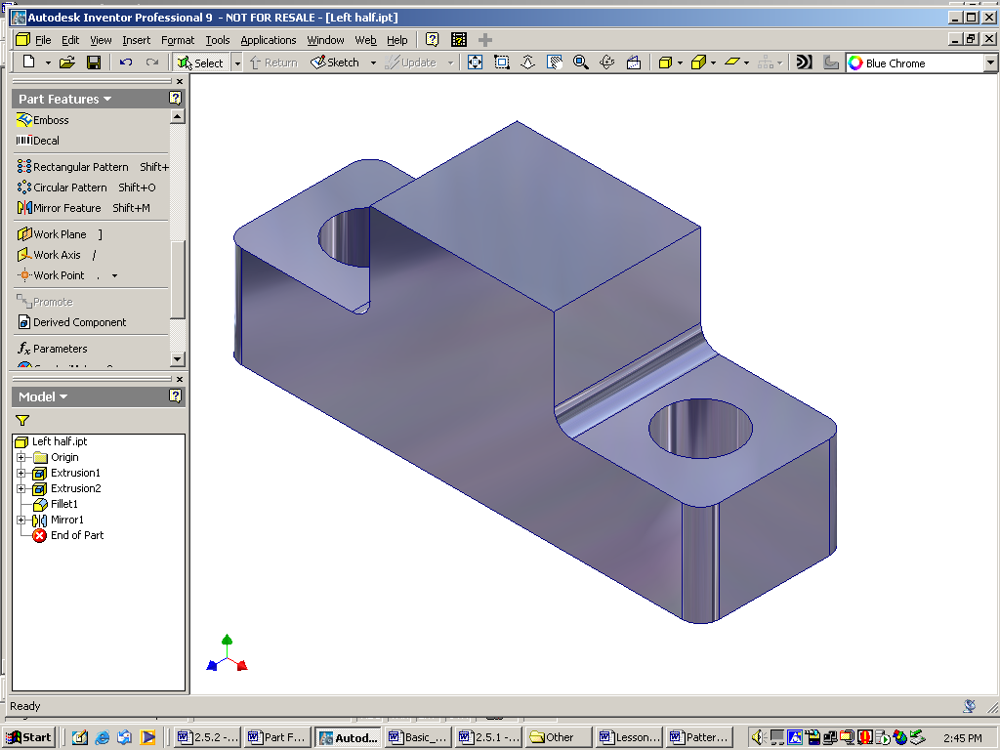 Autodesk Inventor Professional 9 - NOT FOR RESALE - [Left half.ipt]
File Edit View Insert Format Tools Applications Window Web Help
Select Return Sketch Update Blue Chrome
Part Features
Emboss
Decal
Rectangular Pattern Shift+
Circular Pattern Shift+O
Mirror Feature Shift+M
Work Plane ]
Work Axis /
Work Point .
Promote
Derived Component
Parameters
Model
Left half.ipt
Origin
Extrusion1
Extrusion2
Fillet1
Mirror1
End of Part
Ready
Start 2.5.2 -... Part F... Autod... Basic_... 2.5.1 -... Other Lesson... Patter... 2:45 PM